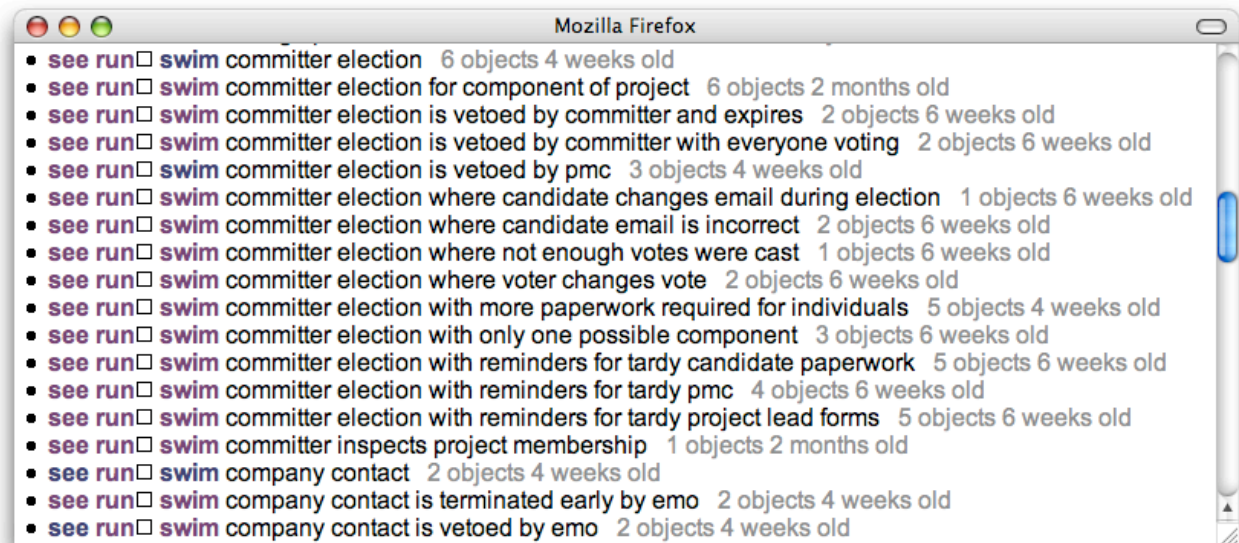 Mozilla Firefox
• see run□ swim committer election 6 objects 4 weeks old
• see run□ swim committer election for component of project 6 objects 2 months old
• see run□ swim committer election is vetoed by committer and expires 2 objects 6 weeks old
• see run□ swim committer election is vetoed by committer with everyone voting 2 objects 6 weeks old
• see run□ swim committer election is vetoed by pmc 3 objects 4 weeks old
• see run□ swim committer election where candidate changes email during election 1 objects 6 weeks old
• see run□ swim committer election where candidate email is incorrect 2 objects 6 weeks old
• see run□ swim committer election where not enough votes were cast 1 objects 6 weeks old
• see run□ swim committer election where voter changes vote 2 objects 6 weeks old
• see run□ swim committer election with more paperwork required for individuals 5 objects 4 weeks old
• see run□ swim committer election with only one possible component 3 objects 6 weeks old
• see run□ swim committer election with reminders for tardy candidate paperwork 5 objects 6 weeks old
• see run□ swim committer election with reminders for tardy pmc 4 objects 6 weeks old
• see run□ swim committer election with reminders for tardy project lead forms 5 objects 6 weeks old
• see run□ swim committer inspects project membership 1 objects 2 months old
• see run□ swim company contact 2 objects 4 weeks old
• see run□ swim company contact is terminated early by emo 2 objects 4 weeks old
• see run□ swim company contact is vetoed by emo 2 objects 4 weeks old